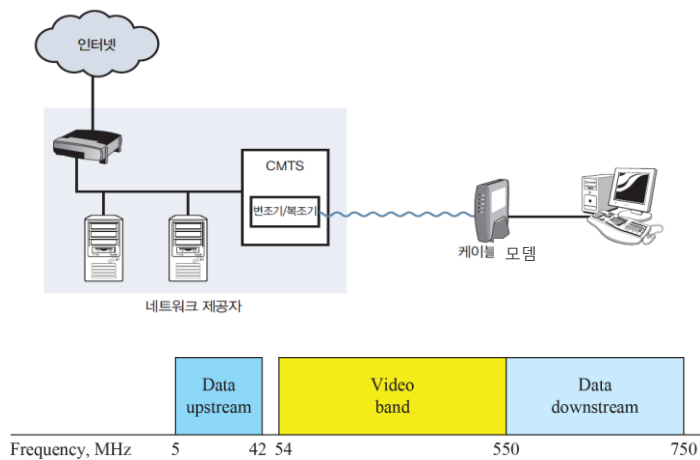 인터넷
CMTS
변조기/복조기
케이블 모뎀
네트워크 제공자
Data
upstream
Video
band
Data
downstream
Frequency, MHz 5 42 54 550 750